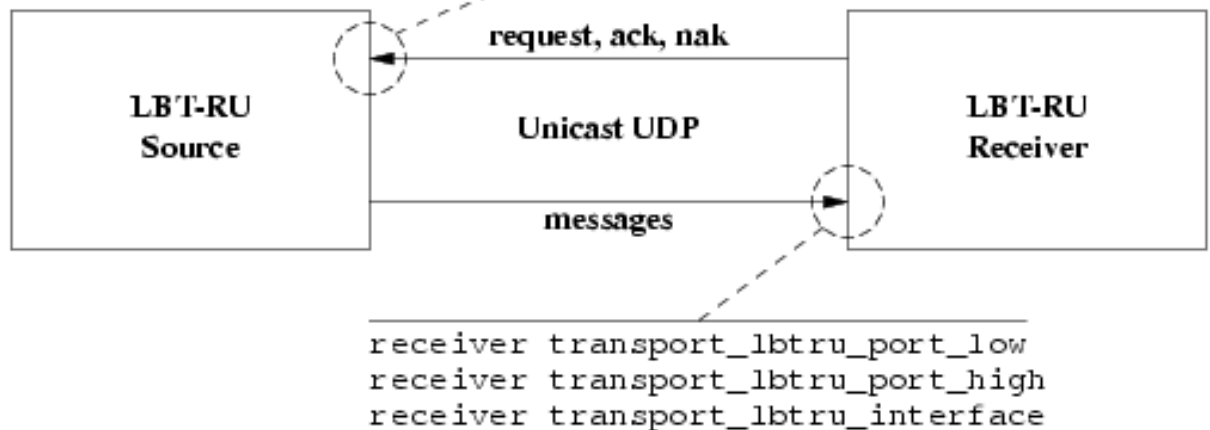 request, ack, nak
LBT-RU
Source
Unicast UDP
LBT-RU
Receiver
messages
receiver transport_lbtru_port_low
receiver transport_lbtru_port_high
receiver transport_lbtru_interface